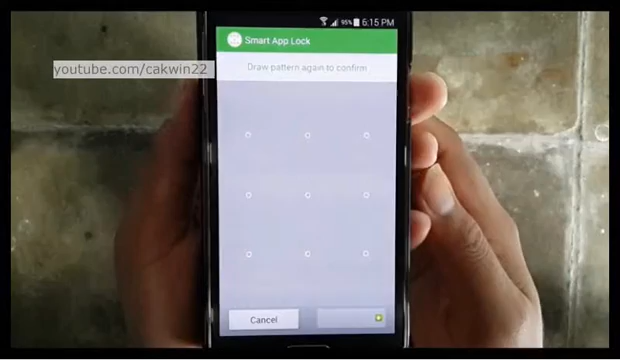 95% 6:15 PM
Smart App Lock
youtube.com/cakwin22
Draw pattern again to confirm
Cancel